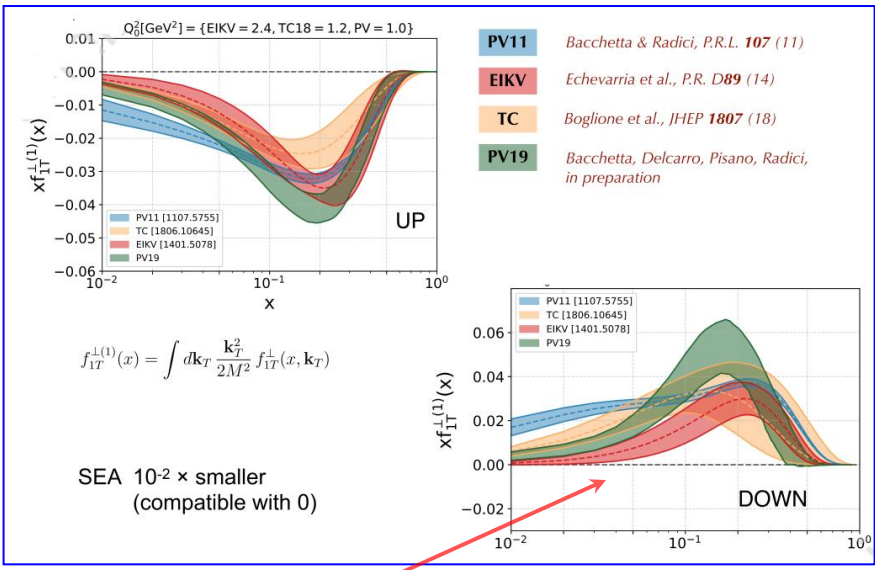 Q₀²[GeV²] = {EIKV = 2.4, TC18 = 1.2, PV = 1.0}
0.01
0.00
−0.01
−0.02
−0.03
−0.04
−0.05
−0.06
xf₁T^⊥(1)(x)
PV11 [1107.5755]
TC [1806.10645]
EIKV [1401.5078]
PV19
UP
10⁻² 10⁻¹ 10⁰
x
PV11 Bacchetta & Radici, P.R.L. 107 (11)
EIKV Echevarria et al., P.R. D89 (14)
TC Boglione et al., JHEP 1807 (18)
PV19 Bacchetta, Delcarro, Pisano, Radici,
in preparation
f₁T^⊥(1)(x) = ∫ dk_T k_T²/2M² f₁T^⊥(x, k_T)
SEA 10⁻² × smaller
(compatible with 0)
PV11 [1107.5755]
TC [1806.10645]
EIKV [1401.5078]
PV19
0.06
0.04
0.02
0.00
−0.02
xf₁T^⊥(1)(x)
DOWN
10⁻² 10⁻¹ 10⁰